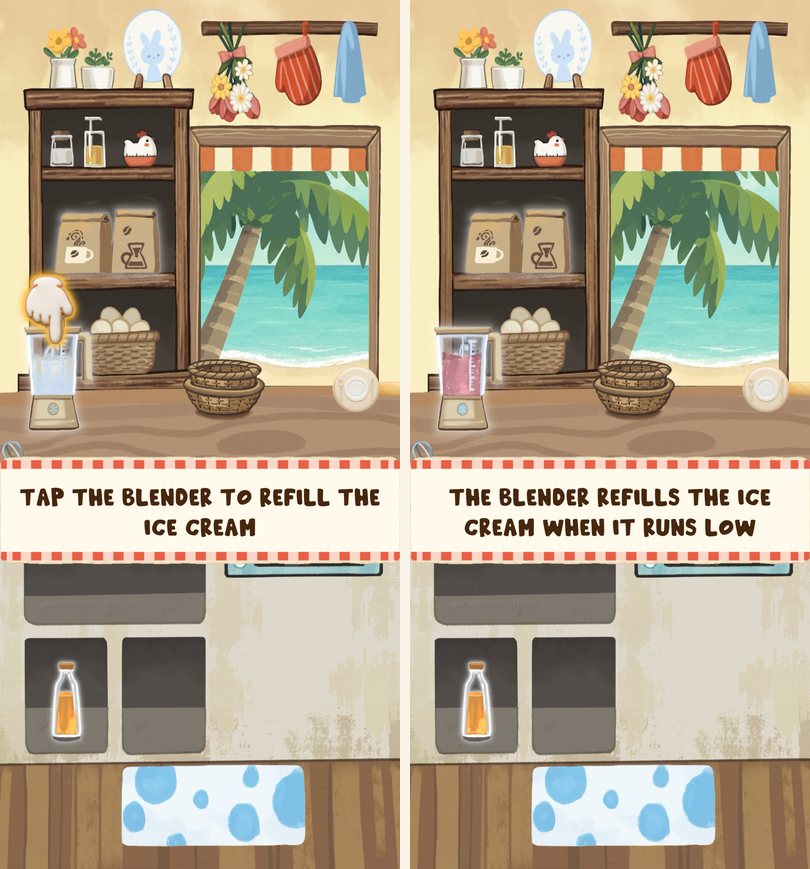 TAP THE BLENDER TO REFILL THE
ICE CREAM
THE BLENDER REFILLS THE ICE
CREAM WHEN IT RUNS LOW